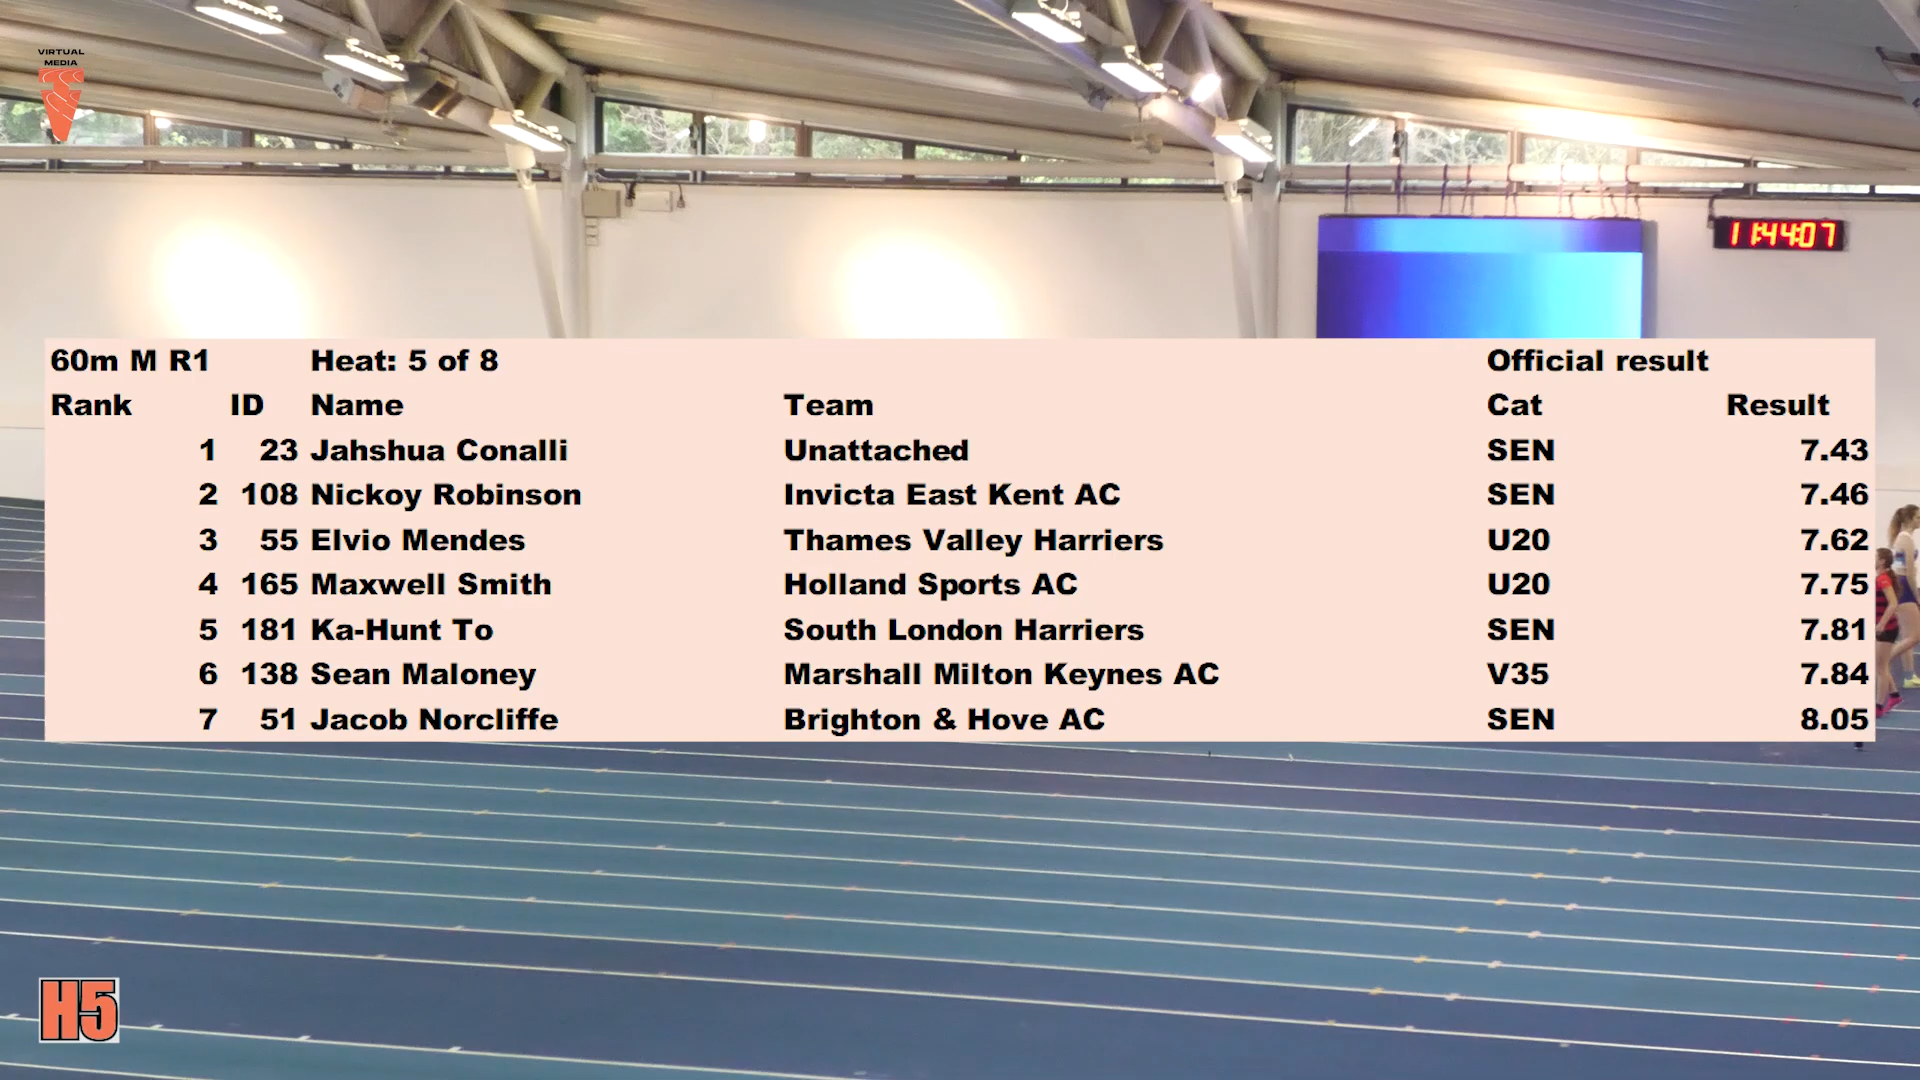 VIRTUAL
MEDIA
11:44:07
60m M R1 Heat: 5 of 8 Official result
Rank ID Name Team Cat Result
1 23 Jahshua Conalli Unattached SEN 7.43
2 108 Nickoy Robinson Invicta East Kent AC SEN 7.46
3 55 Elvio Mendes Thames Valley Harriers U20 7.62
4 165 Maxwell Smith Holland Sports AC U20 7.75
5 181 Ka-Hunt To South London Harriers SEN 7.81
6 138 Sean Maloney Marshall Milton Keynes AC V35 7.84
7 51 Jacob Norcliffe Brighton & Hove AC SEN 8.05
H5